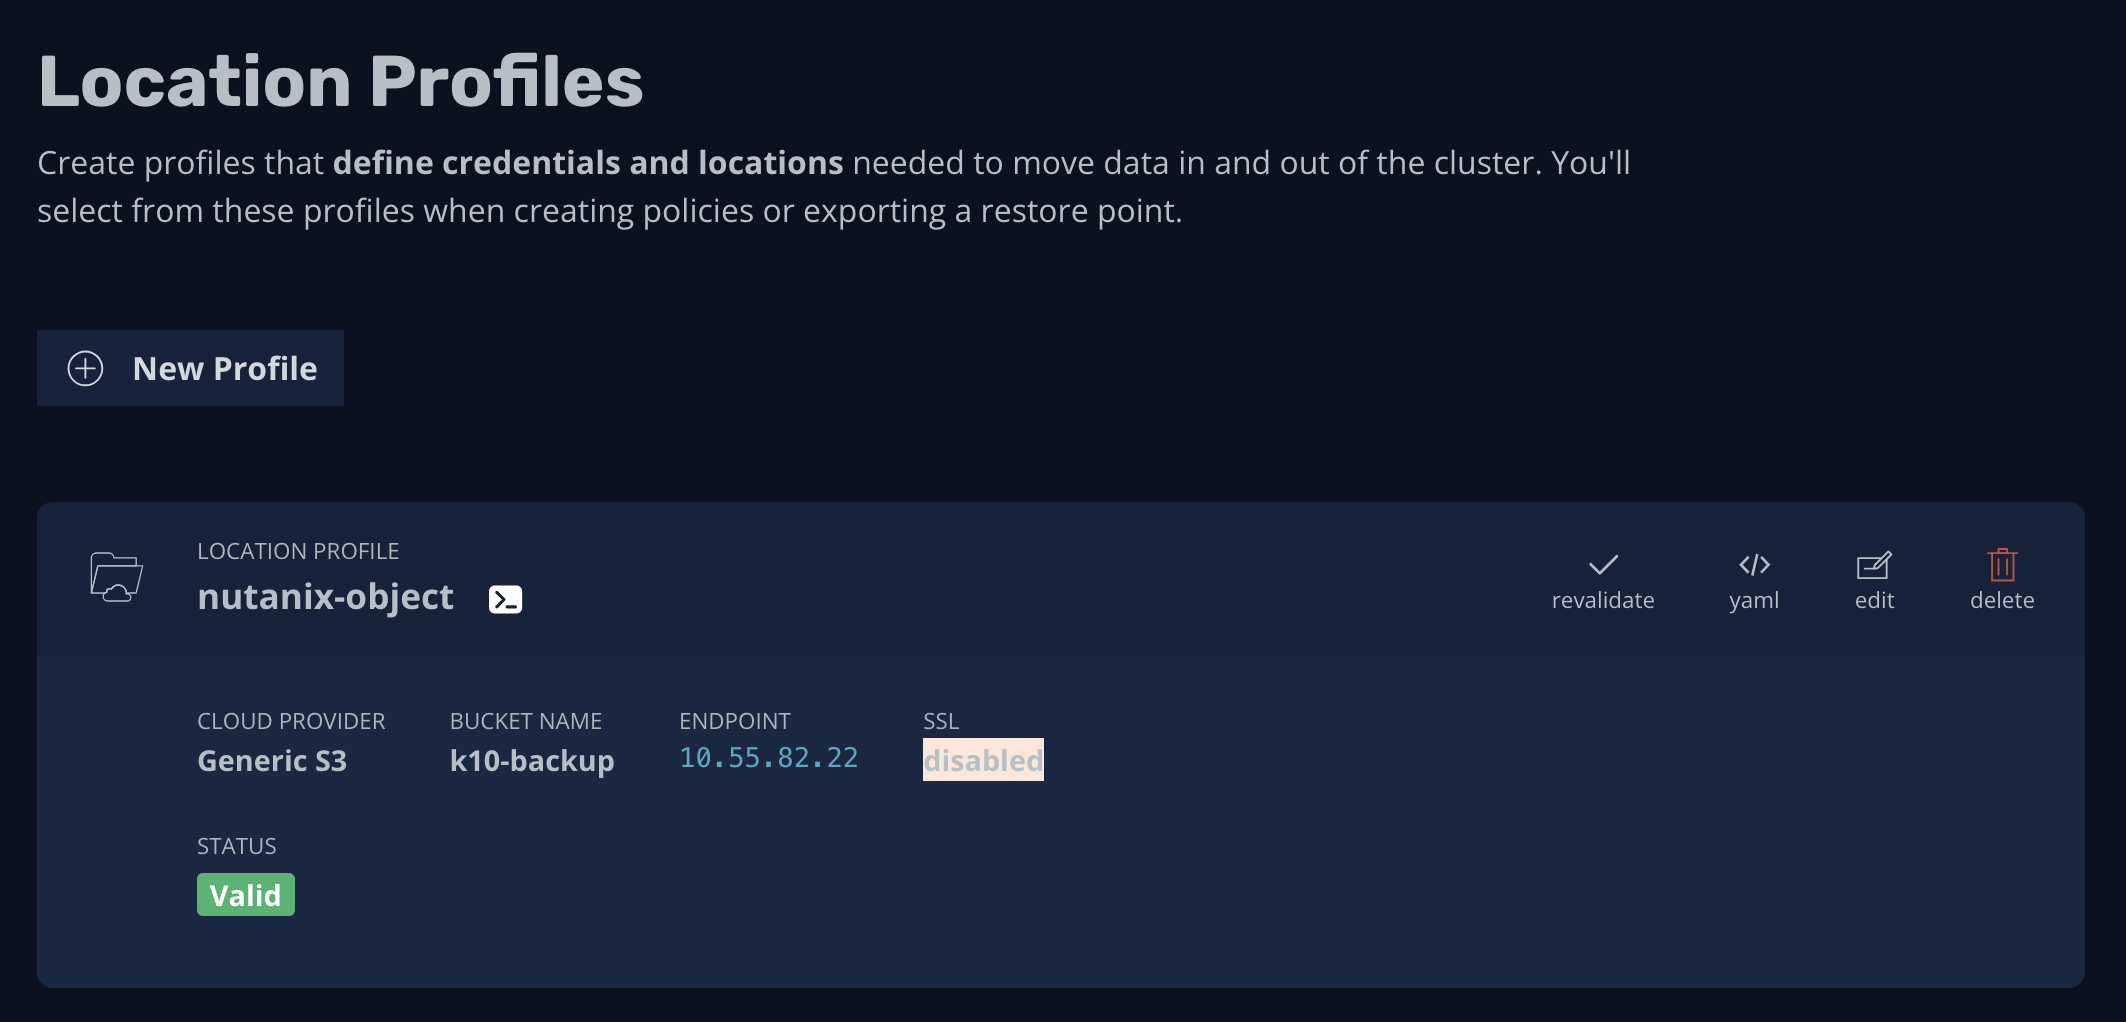 Location Profiles
Create profiles that define credentials and locations needed to move data in and out of the cluster. You'll
select from these profiles when creating policies or exporting a restore point.
New Profile
LOCATION PROFILE
nutanix-object
revalidate
yaml
edit
delete
CLOUD PROVIDER
Generic S3
BUCKET NAME
k10-backup
ENDPOINT
10.55.82.22
SSL
disabled
STATUS
Valid